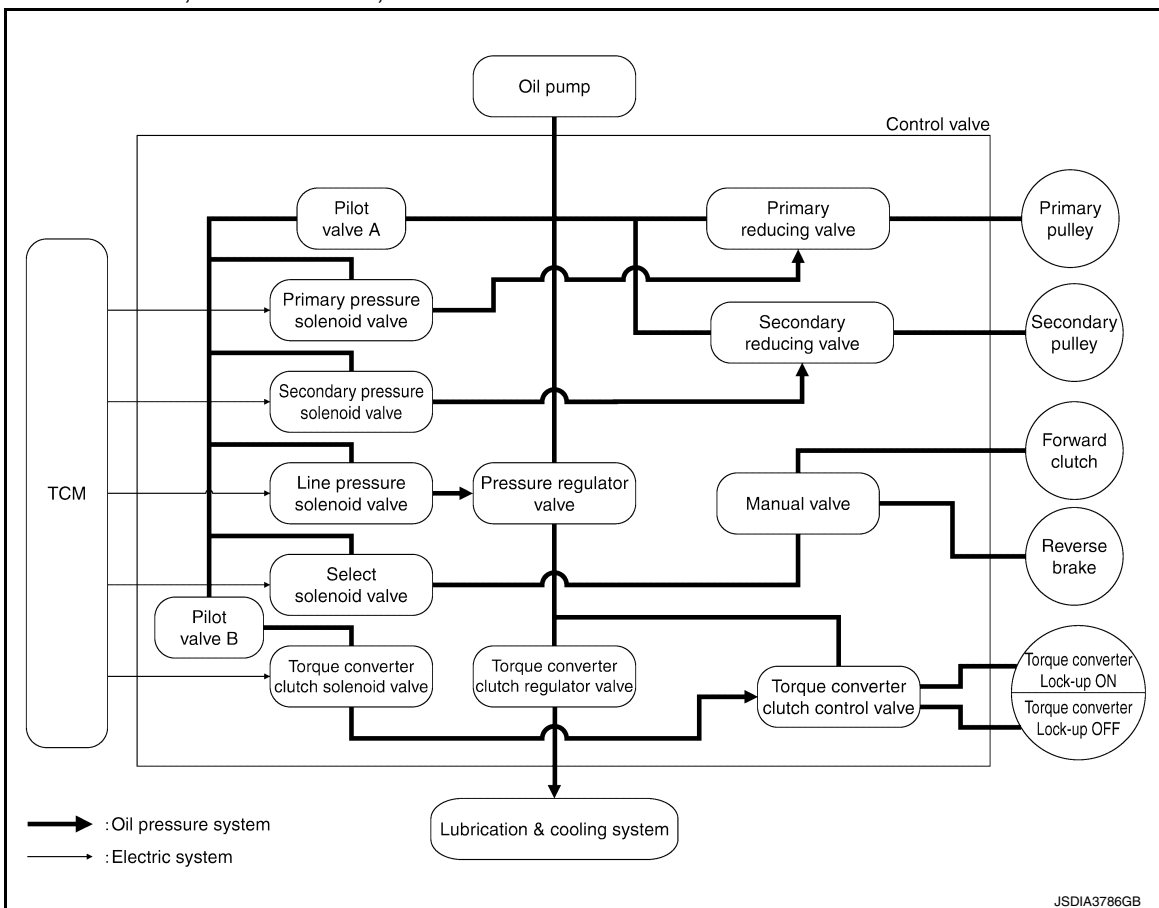 Oil pump
Control valve
Pilot
valve A
Primary
reducing valve
Primary
pulley
Primary pressure
solenoid valve
Secondary
reducing valve
Secondary
pulley
Secondary pressure
solenoid valve
Forward
clutch
TCM
Line pressure
solenoid valve
Pressure regulator
valve
Manual valve
Reverse
brake
Select
solenoid valve
Pilot
valve B
Torque converter
clutch solenoid valve
Torque converter
clutch regulator valve
Torque converter
clutch control valve
Torque converter
Lock-up ON
Torque converter
Lock-up OFF
Lubrication & cooling system
:Oil pressure system
:Electric system
JSDIA3786GB